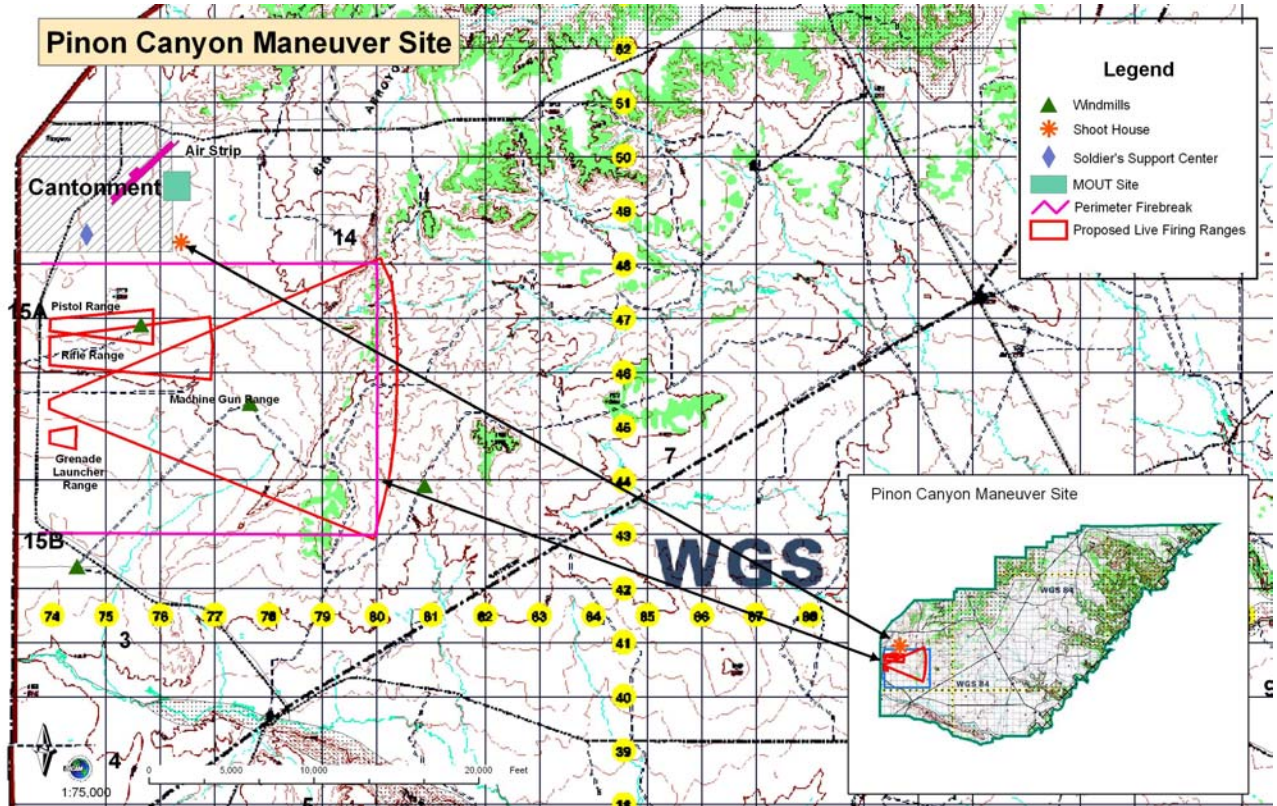 Pinon Canyon Maneuver Site
Legend
Windmills
Shoot House
Soldier's Support Center
MOUT Site
Perimeter Firebreak
Proposed Live Firing Ranges
52
51
50
49
48
47
46
45
44
43
42
41
40
39
ARROYO
BIG
Air Strip
Cantonment
14
15A
Pistol Range
Rifle Range
Machine Gun Range
Grenade
Launcher
Range
7
15B
WGS
74 75 76 77 78 79 80 81 82 83 84 85 86 87 88
3
4
5
9
0 5,000 10,000 20,000 Feet
1:75,000
Pinon Canyon Maneuver Site
WGS 84
WGS 84